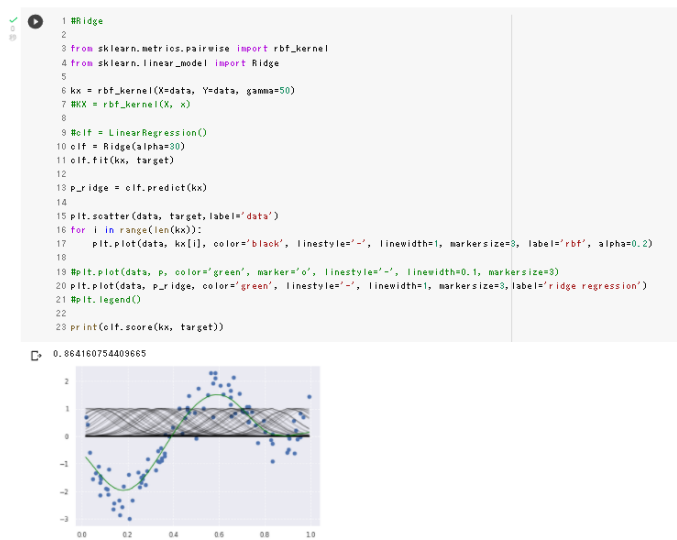 1 #Ridge
2
3 from sklearn.metrics.pairwise import rbf_kernel
4 from sklearn.linear_model import Ridge
5
6 kx = rbf_kernel(X=data, Y=data, gamma=50)
7 #KX = rbf_kernel(X, x)
8
9 #clf = LinearRegression()
10 clf = Ridge(alpha=30)
11 clf.fit(kx, target)
12
13 p_ridge = clf.predict(kx)
14
15 plt.scatter(data, target,label='data')
16 for i in range(len(kx)):
17 plt.plot(data, kx[i], color='black', linestyle='-', linewidth=1, markersize=3, label='rbf', alpha=0.2)
18
19 #plt.plot(data, p, color='green', marker='o', linestyle='-', linewidth=0.1, markersize=3)
20 plt.plot(data, p_ridge, color='green', linestyle='-', linewidth=1, markersize=3,label='ridge regression')
21 #plt.legend()
22
23 print(clf.score(kx, target))
0.864160754409665
2
1
0
−1
−2
−3
0.0 0.2 0.4 0.6 0.8 1.0